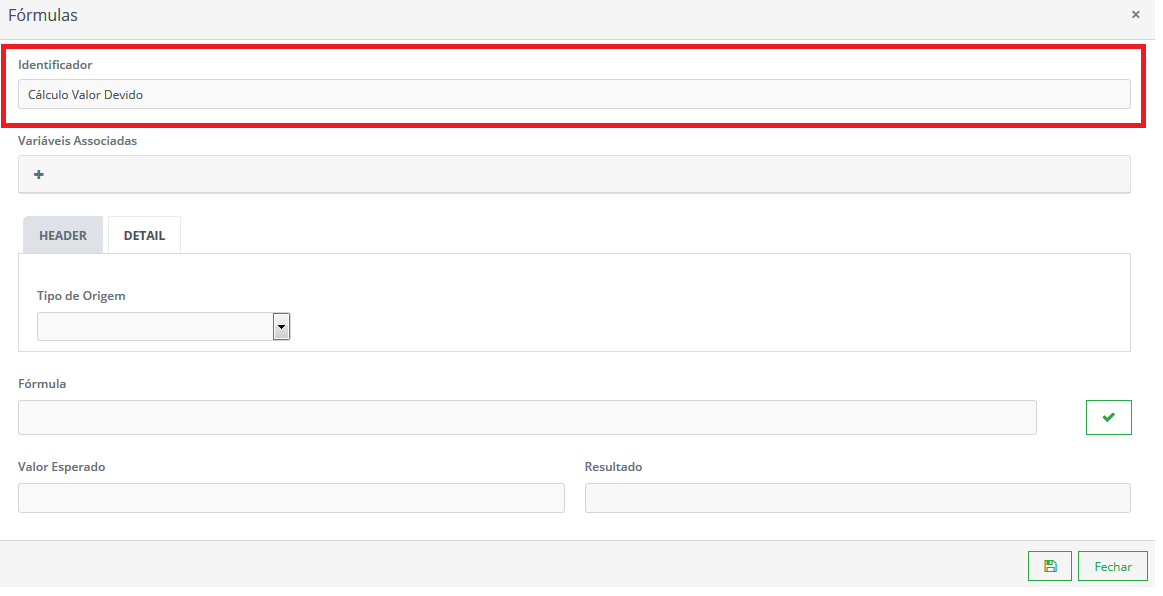 Fórmulas ×
Identificador
Cálculo Valor Devido
Variáveis Associadas
HEADER DETAIL
Tipo de Origem
Fórmula
Valor Esperado Resultado
Fechar